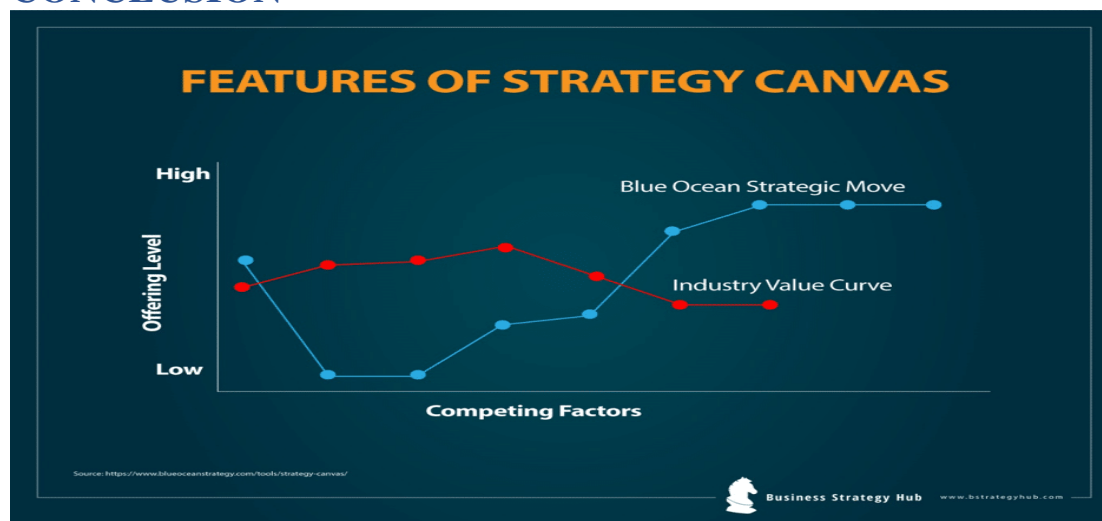 CONCLUSION
FEATURES OF STRATEGY CANVAS
High
Blue Ocean Strategic Move
Offering Level
Industry Value Curve
Low
Competing Factors
Source: https://www.blueoceanstrategy.com/tools/strategy-canvas/
Business Strategy Hub www.bstrategyhub.com